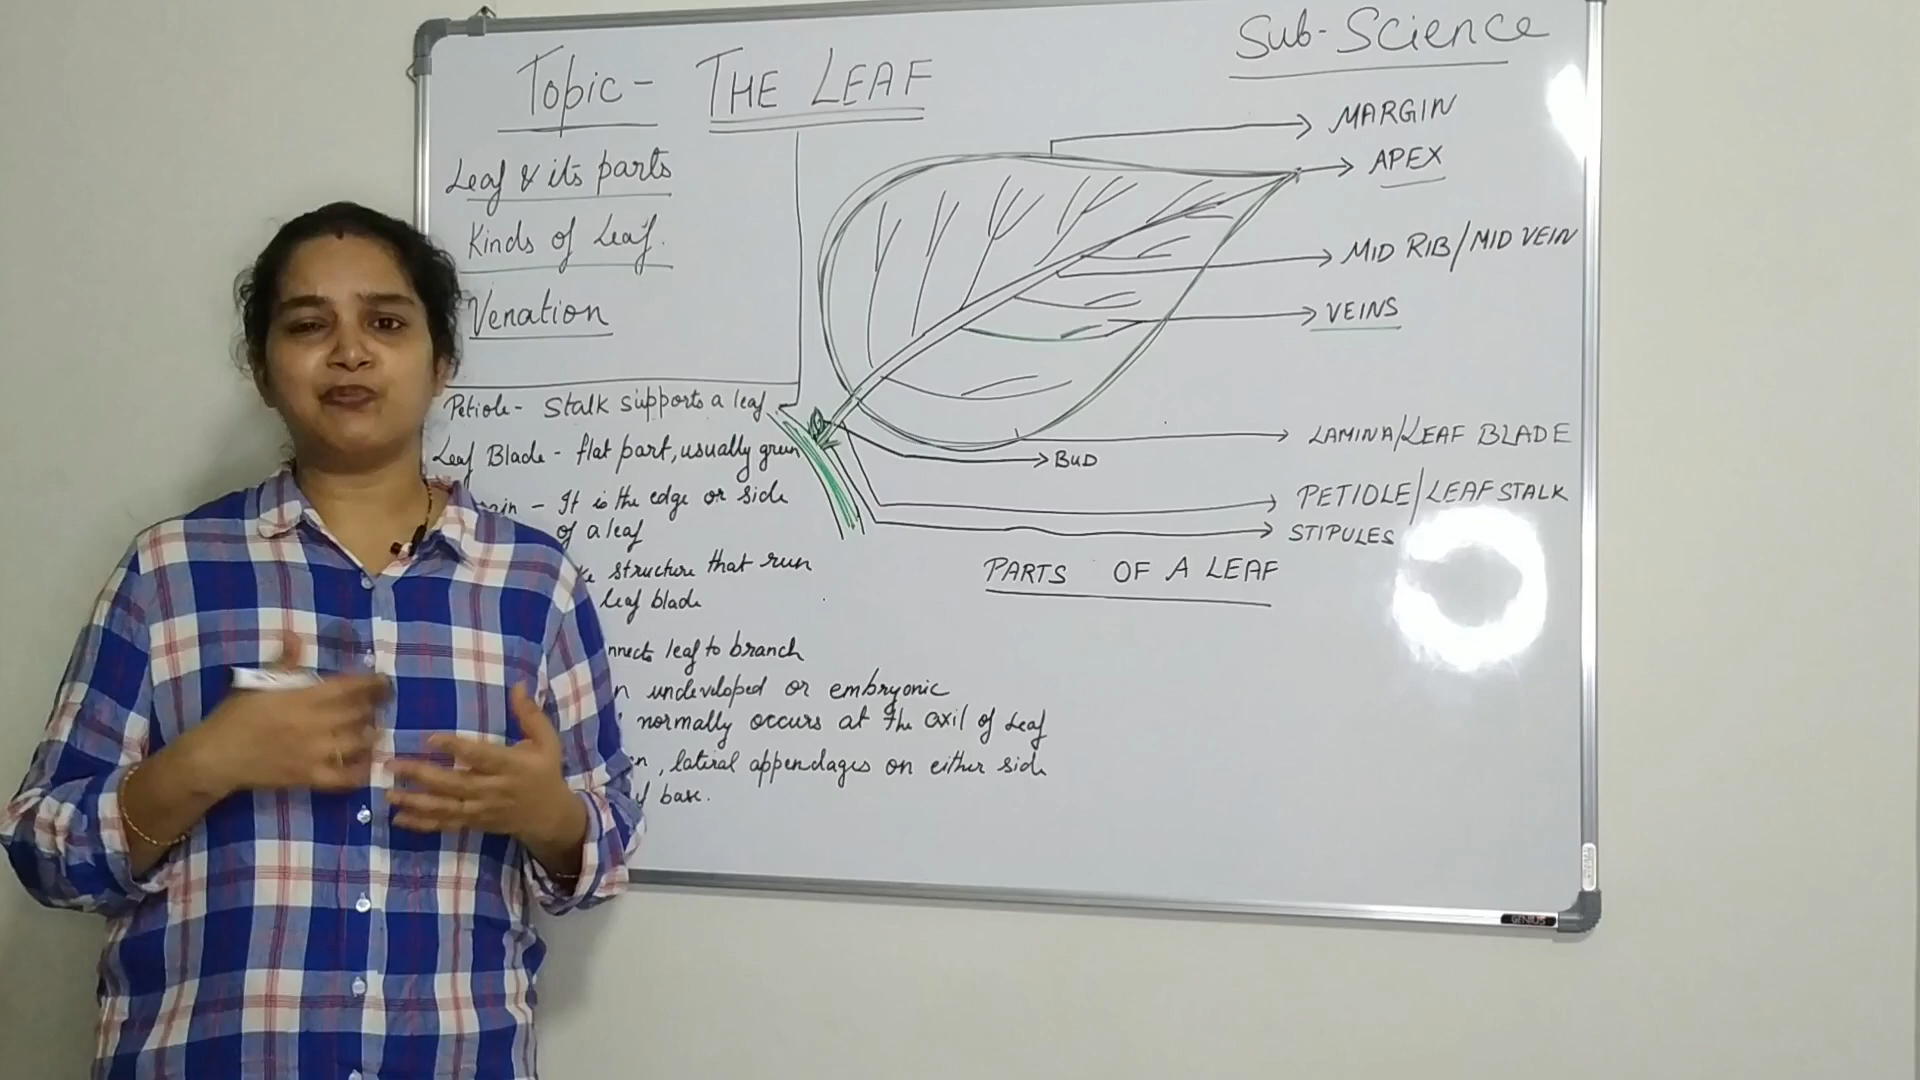 Sub-Science
Topic- THE LEAF
Leaf & its parts
Kinds of Leaf.
Venation
MARGIN
APEX
MID RIB/MID VEIN
VEINS
LAMINA/LEAF BLADE
BUD
PETIOLE/LEAF STALK
STIPULES
PARTS OF A LEAF
Petiole- Stalk supports a leaf
Leaf Blade- flat part, usually green
- It is the edge or side
of a leaf
structure that run
leaf blade
leaf to branch
undeveloped or embryonic
normally occurs at the axil of Leaf
, lateral appendages on either side
base.
GENIUS